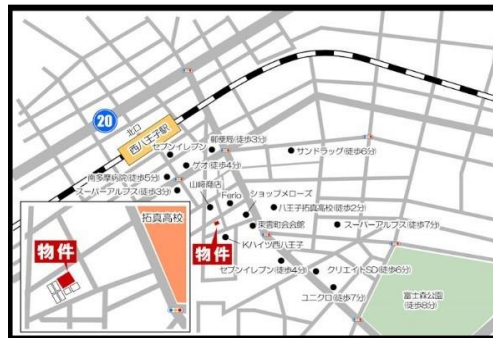 20
北口
西八王子駅
セブンイレブン
郵便局(徒歩3分)
ゲオ(徒歩4分)
サンドラッグ(徒歩6分)
南多摩病院(徒歩5分)
スーパーアルプス(徒歩3分)
山崎商店
Ferio
ショップメローズ
八王子拓真高校(徒歩2分)
スーパーアルプス(徒歩7分)
物件
Kハイツ西八王子
セブンイレブン(徒歩4分)
クリエイトSD(徒歩6分)
ユニクロ(徒歩7分)
富士森公園
(徒歩8分)
拓真高校
物件